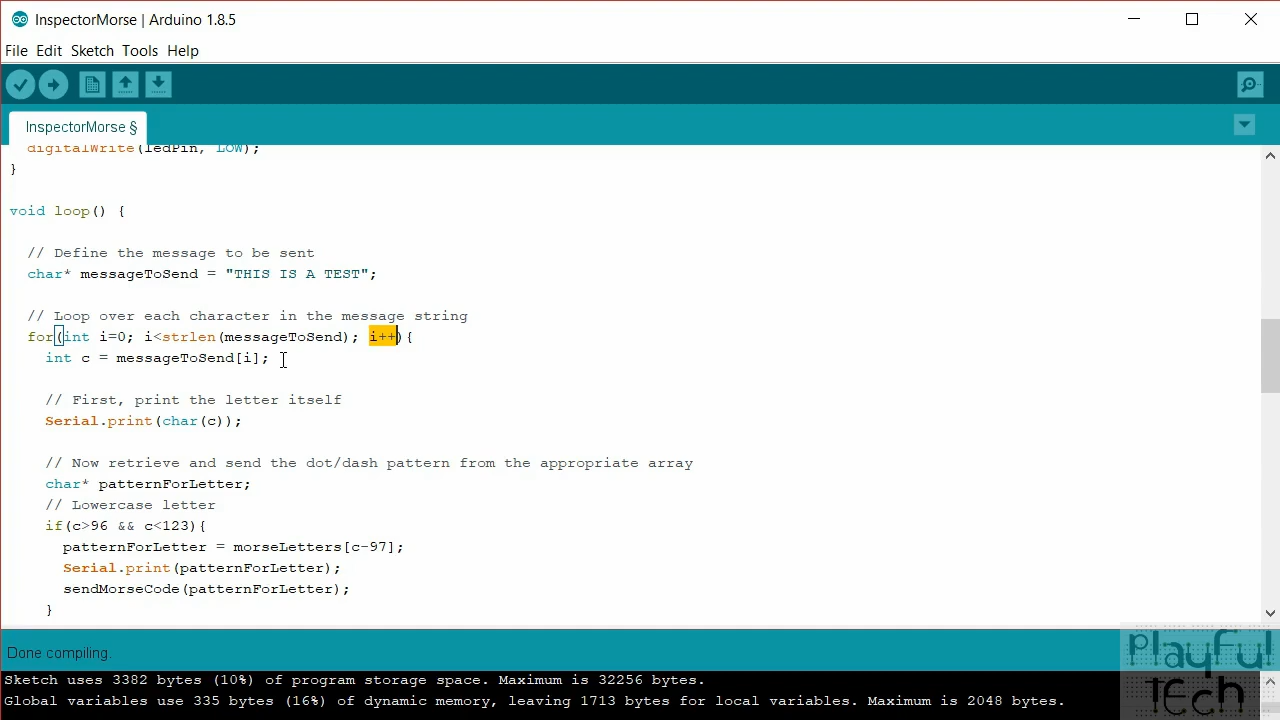 InspectorMorse | Arduino 1.8.5
File Edit Sketch Tools Help
InspectorMorse §
digitalWrite(ledPin, LOW);
}
void loop() {
// Define the message to be sent
char* messageToSend = "THIS IS A TEST";
// Loop over each character in the message string
for(int i=0; i<strlen(messageToSend); i++){
int c = messageToSend[i];
// First, print the letter itself
Serial.print(char(c));
// Now retrieve and send the dot/dash pattern from the appropriate array
char* patternForLetter;
// Lowercase letter
if(c>96 && c<123){
patternForLetter = morseLetters[c-97];
Serial.print(patternForLetter);
sendMorseCode(patternForLetter);
}
Done compiling.
Sketch uses 3382 bytes (10%) of program storage space. Maximum is 32256 bytes.
Global variables use 335 bytes (16%) of dynamic memory, leaving 1713 bytes for local variables. Maximum is 2048 bytes.
playful
tech